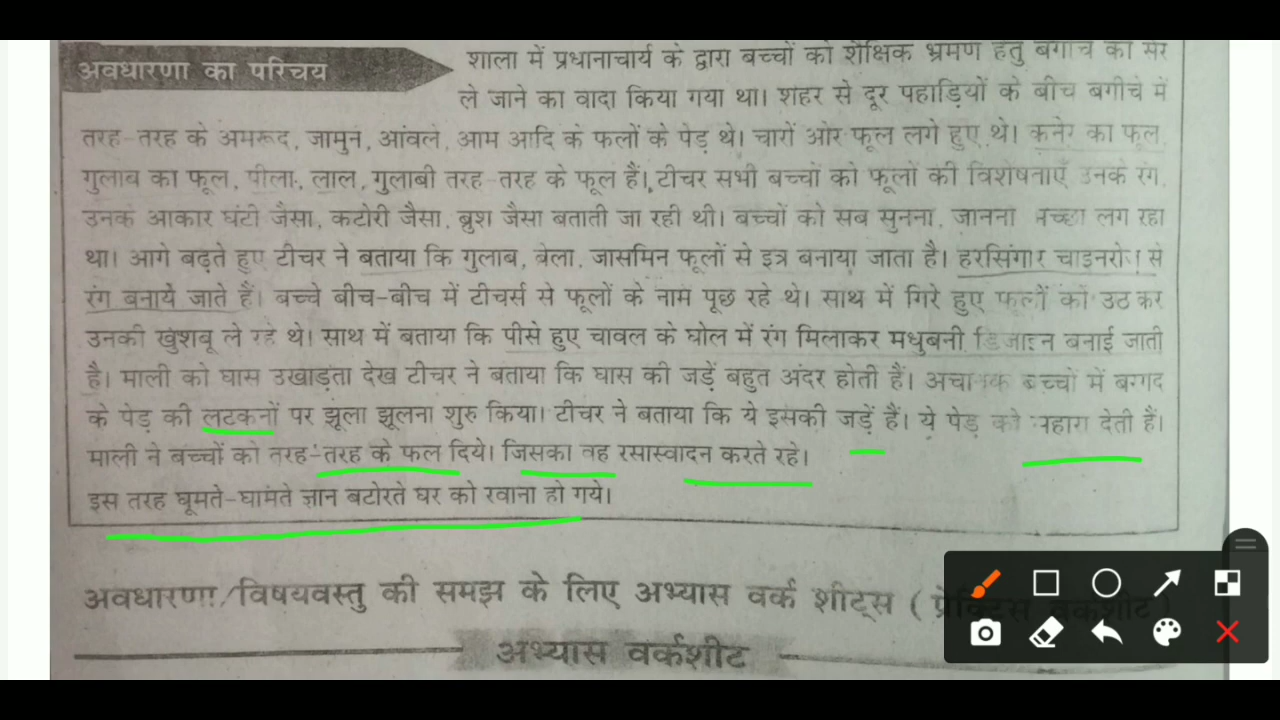 अवधारणा का परिचय
शाला में प्रधानाचार्य के द्वारा बच्चों को शैक्षिक भ्रमण हेतु बगीचे की सैर
ले जाने का वादा किया गया था। शहर से दूर पहाड़ियों के बीच बगीचे में
तरह-तरह के अमरूद, जामुन, आंवले, आम आदि के फलों के पेड़ थे। चारों ओर फूल लगे हुए थे। कनेर का फूल,
गुलाब का फूल, पीला, लाल, गुलाबी तरह-तरह के फूल हैं। टीचर सभी बच्चों को फूलों की विशेषताएँ उनके रंग,
उनके आकार घंटी जैसा, कटोरी जैसा, ब्रुश जैसा बताती जा रही थी। बच्चों को सब सुनना, जानना अच्छा लग रहा
था। आगे बढ़ते हुए टीचर ने बताया कि गुलाब, बेला, जासमिन फूलों से इत्र बनाया जाता है। हरसिंगार चाइनरोज से
रंग बनाये जाते हैं। बच्चे बीच-बीच में टीचर्स से फूलों के नाम पूछ रहे थे। साथ में गिरे हुए फूलों को उठाकर
उनकी खुशबू ले रहे थे। साथ में बताया कि पीसे हुए चावल के घोल में रंग मिलाकर मधुबनी डिजाइन बनाई जाती
है। माली को घास उखाड़ता देख टीचर ने बताया कि घास की जड़ें बहुत अंदर होती हैं। अचानक बच्चों में बरगद
के पेड़ की लटकनों पर झूला झूलना शुरु किया। टीचर ने बताया कि ये इसकी जड़ें हैं। ये पेड़ को सहारा देती हैं।
माली ने बच्चों को तरह-तरह के फल दिये। जिसका वह रसास्वादन करते रहे।
इस तरह घूमते-घामते ज्ञान बटोरते घर को रवाना हो गये।
अवधारणा/विषयवस्तु की समझ के लिए अभ्यास वर्क शीट्स (प्रेक्टिस वर्कशीट)
अभ्यास वर्कशीट